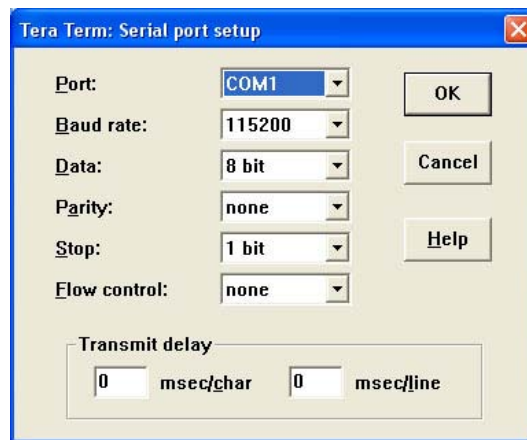 Tera Term: Serial port setup
Port: COM1
OK
Baud rate: 115200
Data: 8 bit
Cancel
Parity: none
Stop: 1 bit
Help
Flow control: none
Transmit delay
0 msec/char 0 msec/line